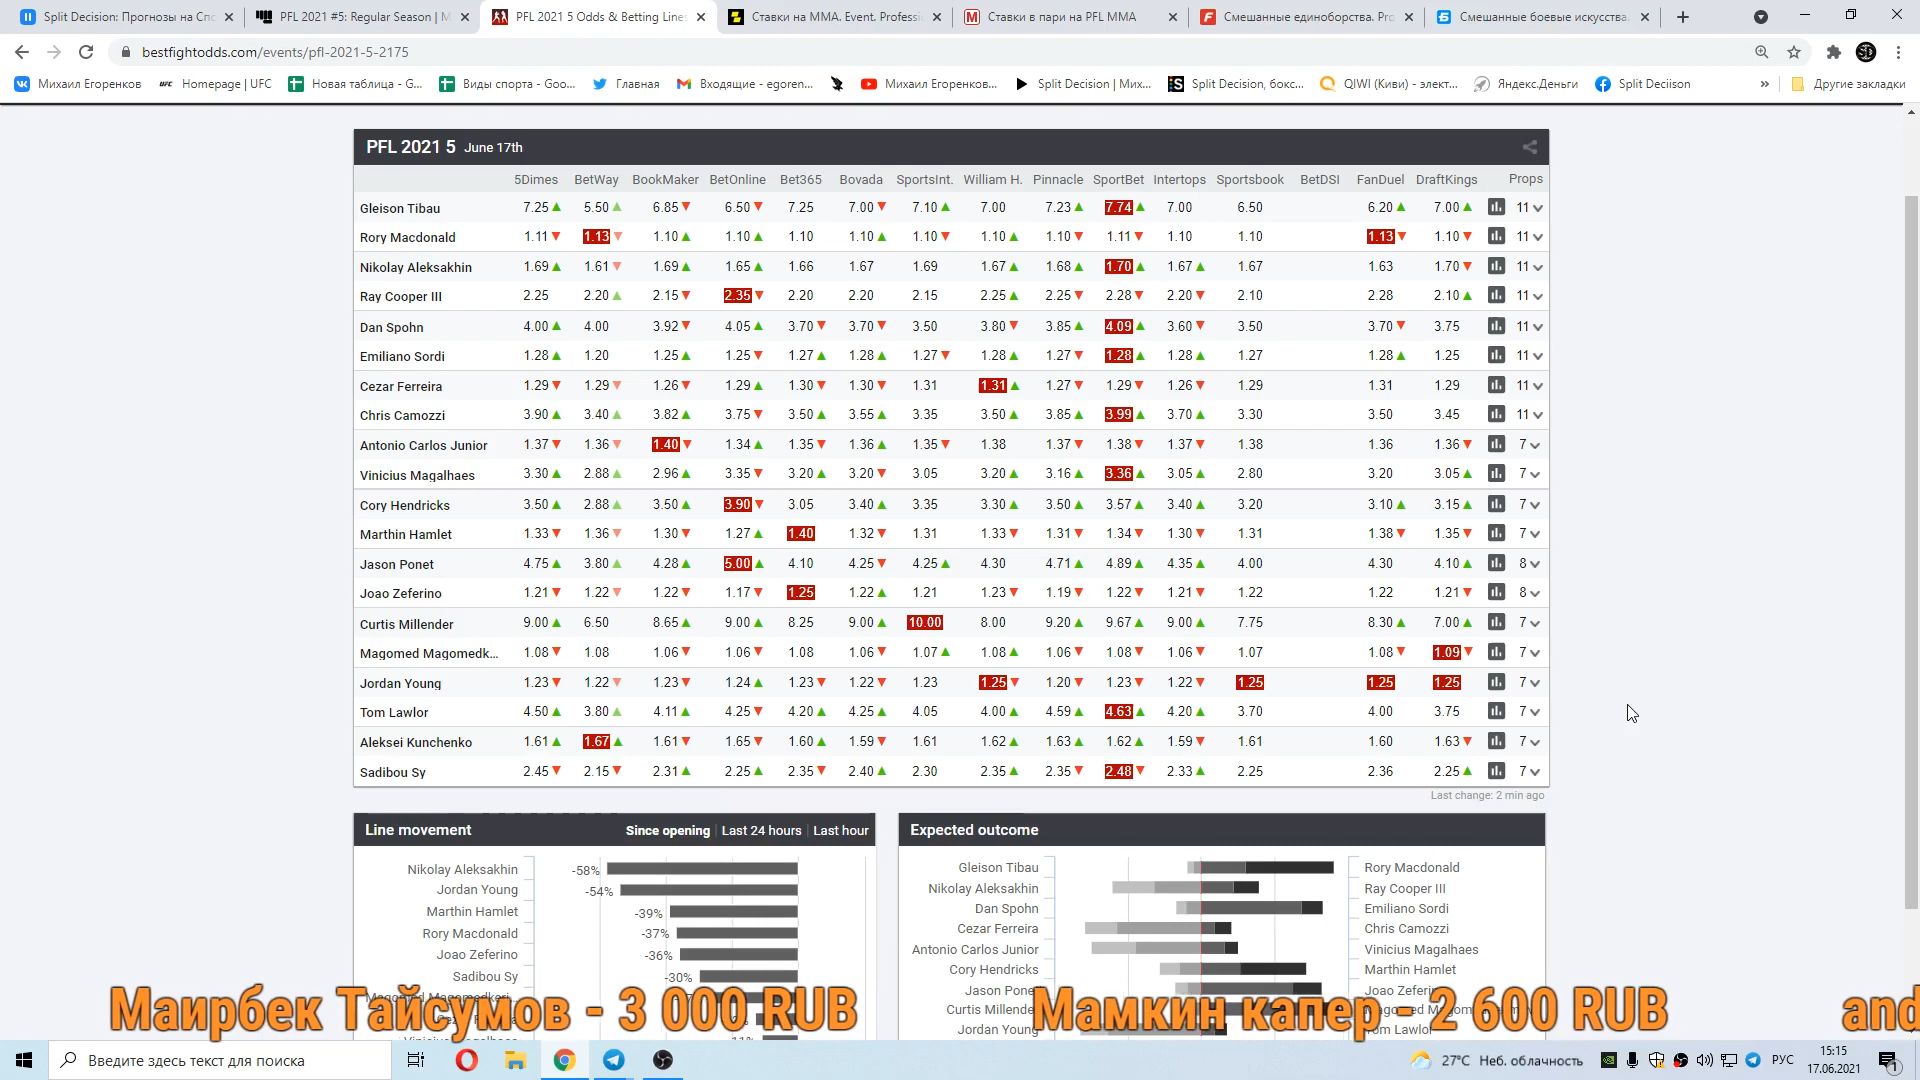 Split Decision: Прогнозы на Спо
PFL 2021 #5: Regular Season | M
PFL 2021 5 Odds & Betting Lines
Ставки на ММА. Event. Professio
Ставки в пари на PFL MMA
Смешанные единоборства. Pro
Смешанные боевые искусства.
bestfightodds.com/events/pfl-2021-5-2175
Михаил Егоренков
Homepage | UFC
Новая таблица - G...
Виды спорта - Goo...
Главная
Входящие - egoren...
Михаил Егоренков...
Split Decision | Мих...
Split Decision, бокс...
QIWI (Киви) - элект...
Яндекс.Деньги
Split Deciison
»
Другие закладки
PFL 2021 5 June 17th
5Dimes BetWay BookMaker BetOnline Bet365 Bovada SportsInt. William H. Pinnacle SportBet Intertops Sportsbook BetDSI FanDuel DraftKings Props
Gleison Tibau 7.25▲ 5.50▲ 6.85▼ 6.50▼ 7.25 7.00▼ 7.10▲ 7.00 7.23▲ 7.74▲ 7.00 6.50 6.20▲ 7.00▲ 11
Rory Macdonald 1.11▼ 1.13▼ 1.10▲ 1.10▲ 1.10 1.10▲ 1.10▼ 1.10▲ 1.10▼ 1.11▼ 1.10 1.10 1.13▼ 1.10▼ 11
Nikolay Aleksakhin 1.69▲ 1.61▼ 1.69▲ 1.65▲ 1.66 1.67 1.69 1.67▲ 1.68▲ 1.70▲ 1.67▲ 1.67 1.63 1.70▼ 11
Ray Cooper III 2.25 2.20▲ 2.15▼ 2.35▼ 2.20 2.20 2.15 2.25▲ 2.25▼ 2.28▼ 2.20▼ 2.10 2.28 2.10▲ 11
Dan Spohn 4.00▲ 4.00 3.92▼ 4.05▲ 3.70▼ 3.70▼ 3.50 3.80▼ 3.85▲ 4.09▲ 3.60▼ 3.50 3.70▼ 3.75 11
Emiliano Sordi 1.28▲ 1.20 1.25▲ 1.25▼ 1.27▲ 1.28▲ 1.27▼ 1.28▲ 1.27▼ 1.28▲ 1.28▲ 1.27 1.28▲ 1.25 11
Cezar Ferreira 1.29▼ 1.29▼ 1.26▼ 1.29▲ 1.30▼ 1.30▼ 1.31 1.31▲ 1.27▼ 1.29▼ 1.26▼ 1.29 1.31 1.29 11
Chris Camozzi 3.90▲ 3.40▲ 3.82▲ 3.75▼ 3.50▲ 3.55▲ 3.35 3.50▲ 3.85▲ 3.99▲ 3.70▲ 3.30 3.50 3.45 11
Antonio Carlos Junior 1.37▼ 1.36▼ 1.40▼ 1.34▲ 1.35▼ 1.36▲ 1.35▼ 1.38 1.37▼ 1.38▼ 1.37▼ 1.38 1.36 1.36▼ 7
Vinicius Magalhaes 3.30▲ 2.88▲ 2.96▲ 3.35▼ 3.20▲ 3.20▼ 3.05 3.20▲ 3.16▲ 3.36▲ 3.05▲ 2.80 3.20 3.05▲ 7
Cory Hendricks 3.50▲ 2.88▲ 3.50▲ 3.90▼ 3.05 3.40▲ 3.35 3.30▲ 3.50▲ 3.57▲ 3.40▲ 3.20 3.10▲ 3.15▲ 7
Marthin Hamlet 1.33▼ 1.36▼ 1.30▼ 1.27▲ 1.40 1.32▼ 1.31 1.33▼ 1.31▼ 1.34▼ 1.30▼ 1.31 1.38▼ 1.35▼ 7
Jason Ponet 4.75▲ 3.80▲ 4.28▲ 5.00▲ 4.10 4.25▼ 4.25▲ 4.30 4.71▲ 4.89▲ 4.35▲ 4.00 4.30 4.10▲ 8
Joao Zeferino 1.21▼ 1.22▼ 1.22▼ 1.17▼ 1.25 1.22▲ 1.21 1.23▼ 1.19▼ 1.22▼ 1.21▼ 1.22 1.22 1.21▼ 8
Curtis Millender 9.00▲ 6.50 8.65▲ 9.00▲ 8.25 9.00▲ 10.00 8.00 9.20▲ 9.67▲ 9.00▲ 7.75 8.30▲ 7.00▲ 7
Magomed Magomedk... 1.08▼ 1.08 1.06▼ 1.06▼ 1.08 1.06▼ 1.07▲ 1.08▲ 1.06▼ 1.08▼ 1.06▼ 1.07 1.08▼ 1.09▼ 7
Jordan Young 1.23▼ 1.22▼ 1.23▼ 1.24▲ 1.23▼ 1.22▼ 1.23 1.25▼ 1.20▼ 1.23▼ 1.22▼ 1.25 1.25 1.25 7
Tom Lawlor 4.50▲ 3.80▲ 4.11▲ 4.25▼ 4.20▲ 4.25▲ 4.05 4.00▲ 4.59▲ 4.63▲ 4.20▲ 3.70 4.00 3.75 7
Aleksei Kunchenko 1.61▲ 1.67▲ 1.61▼ 1.65▼ 1.60▲ 1.59▼ 1.61 1.62▲ 1.63▲ 1.62▲ 1.59▼ 1.61 1.60 1.63▼ 7
Sadibou Sy 2.45▼ 2.15▼ 2.31▲ 2.25▲ 2.35▼ 2.40▲ 2.30 2.35▲ 2.35▼ 2.48▼ 2.33▲ 2.25 2.36 2.25▲ 7
Last change: 2 min ago
Line movement Since opening | Last 24 hours | Last hour
Nikolay Aleksakhin -58%
Jordan Young -54%
Marthin Hamlet -39%
Rory Macdonald -37%
Joao Zeferino -36%
Sadibou Sy -30%
Expected outcome
Gleison Tibau Rory Macdonald
Nikolay Aleksakhin Ray Cooper III
Dan Spohn Emiliano Sordi
Cezar Ferreira Chris Camozzi
Antonio Carlos Junior Vinicius Magalhaes
Cory Hendricks Marthin Hamlet
Jason Ponet Joao Zeferino
Curtis Millender
Jordan Young Tom Lawlor
Маирбек Тайсумов - 3 000 RUB Мамкин капер - 2 600 RUB and
Введите здесь текст для поиска
27°C Неб. облачность
РУС
15:15
17.06.2021
1